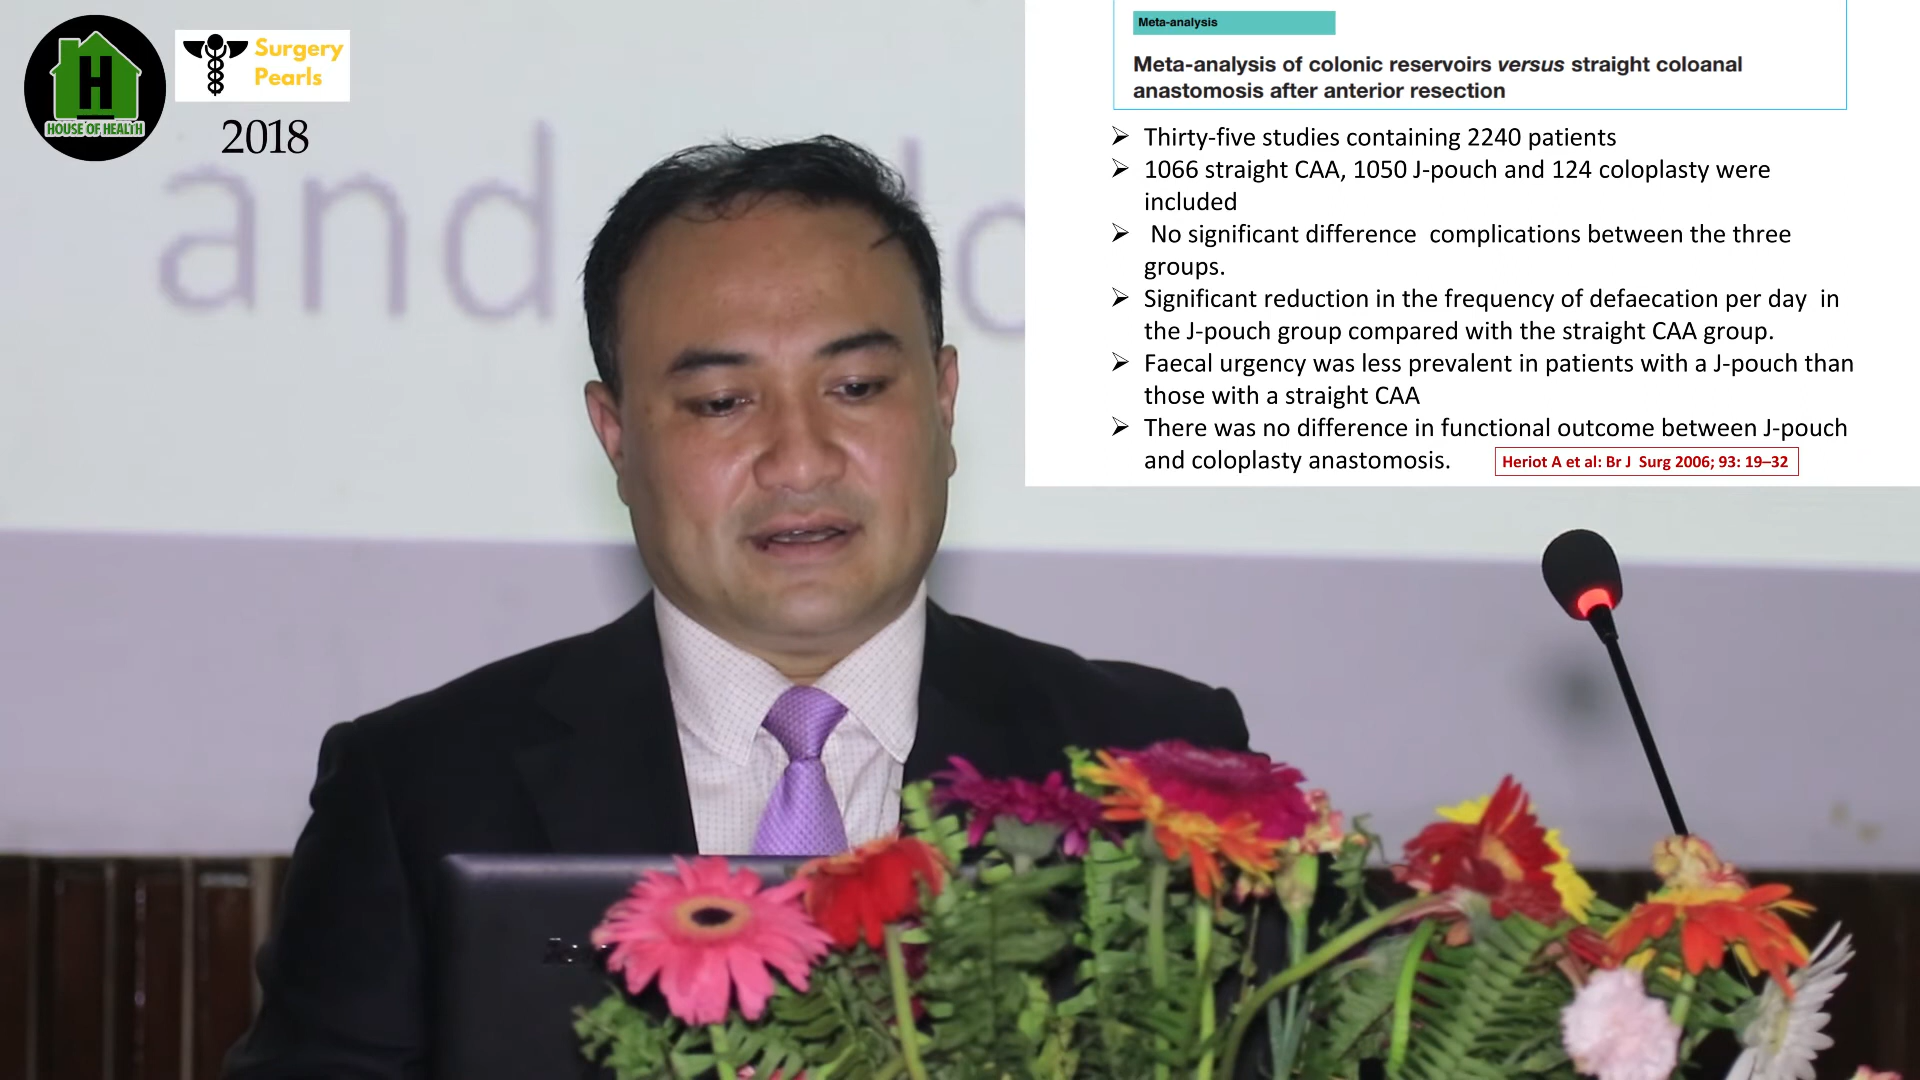 HOUSE OF HEALTH
Surgery
Pearls
2018
and
Meta-analysis
Meta-analysis of colonic reservoirs versus straight coloanal
anastomosis after anterior resection
➢ Thirty-five studies containing 2240 patients
➢ 1066 straight CAA, 1050 J-pouch and 124 coloplasty were
included
➢ No significant difference  complications between the three
groups.
➢ Significant reduction in the frequency of defaecation per day  in
the J-pouch group compared with the straight CAA group.
➢ Faecal urgency was less prevalent in patients with a J-pouch than
those with a straight CAA
➢ There was no difference in functional outcome between J-pouch
and coloplasty anastomosis.
Heriot A et al: Br J  Surg 2006; 93: 19–32